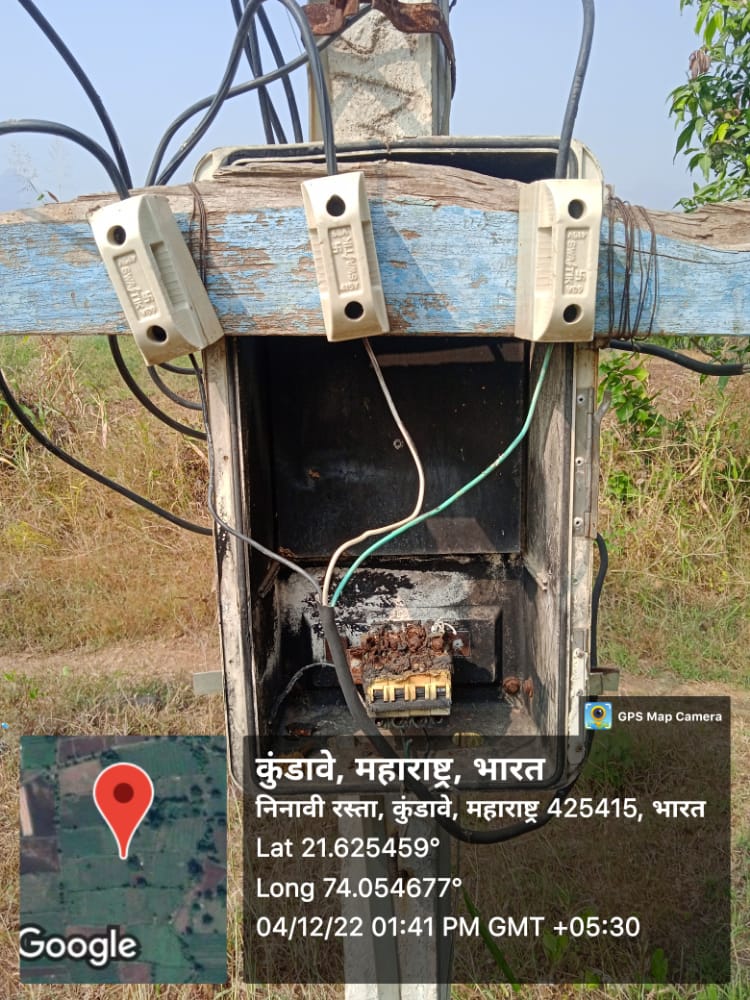 SWASTIK
GPS Map Camera
कुंडावे, महाराष्ट्र, भारत
निनावी रस्ता, कुंडावे, महाराष्ट्र 425415, भारत
Lat 21.625459°
Long 74.054677°
04/12/22 01:41 PM GMT +05:30
Google